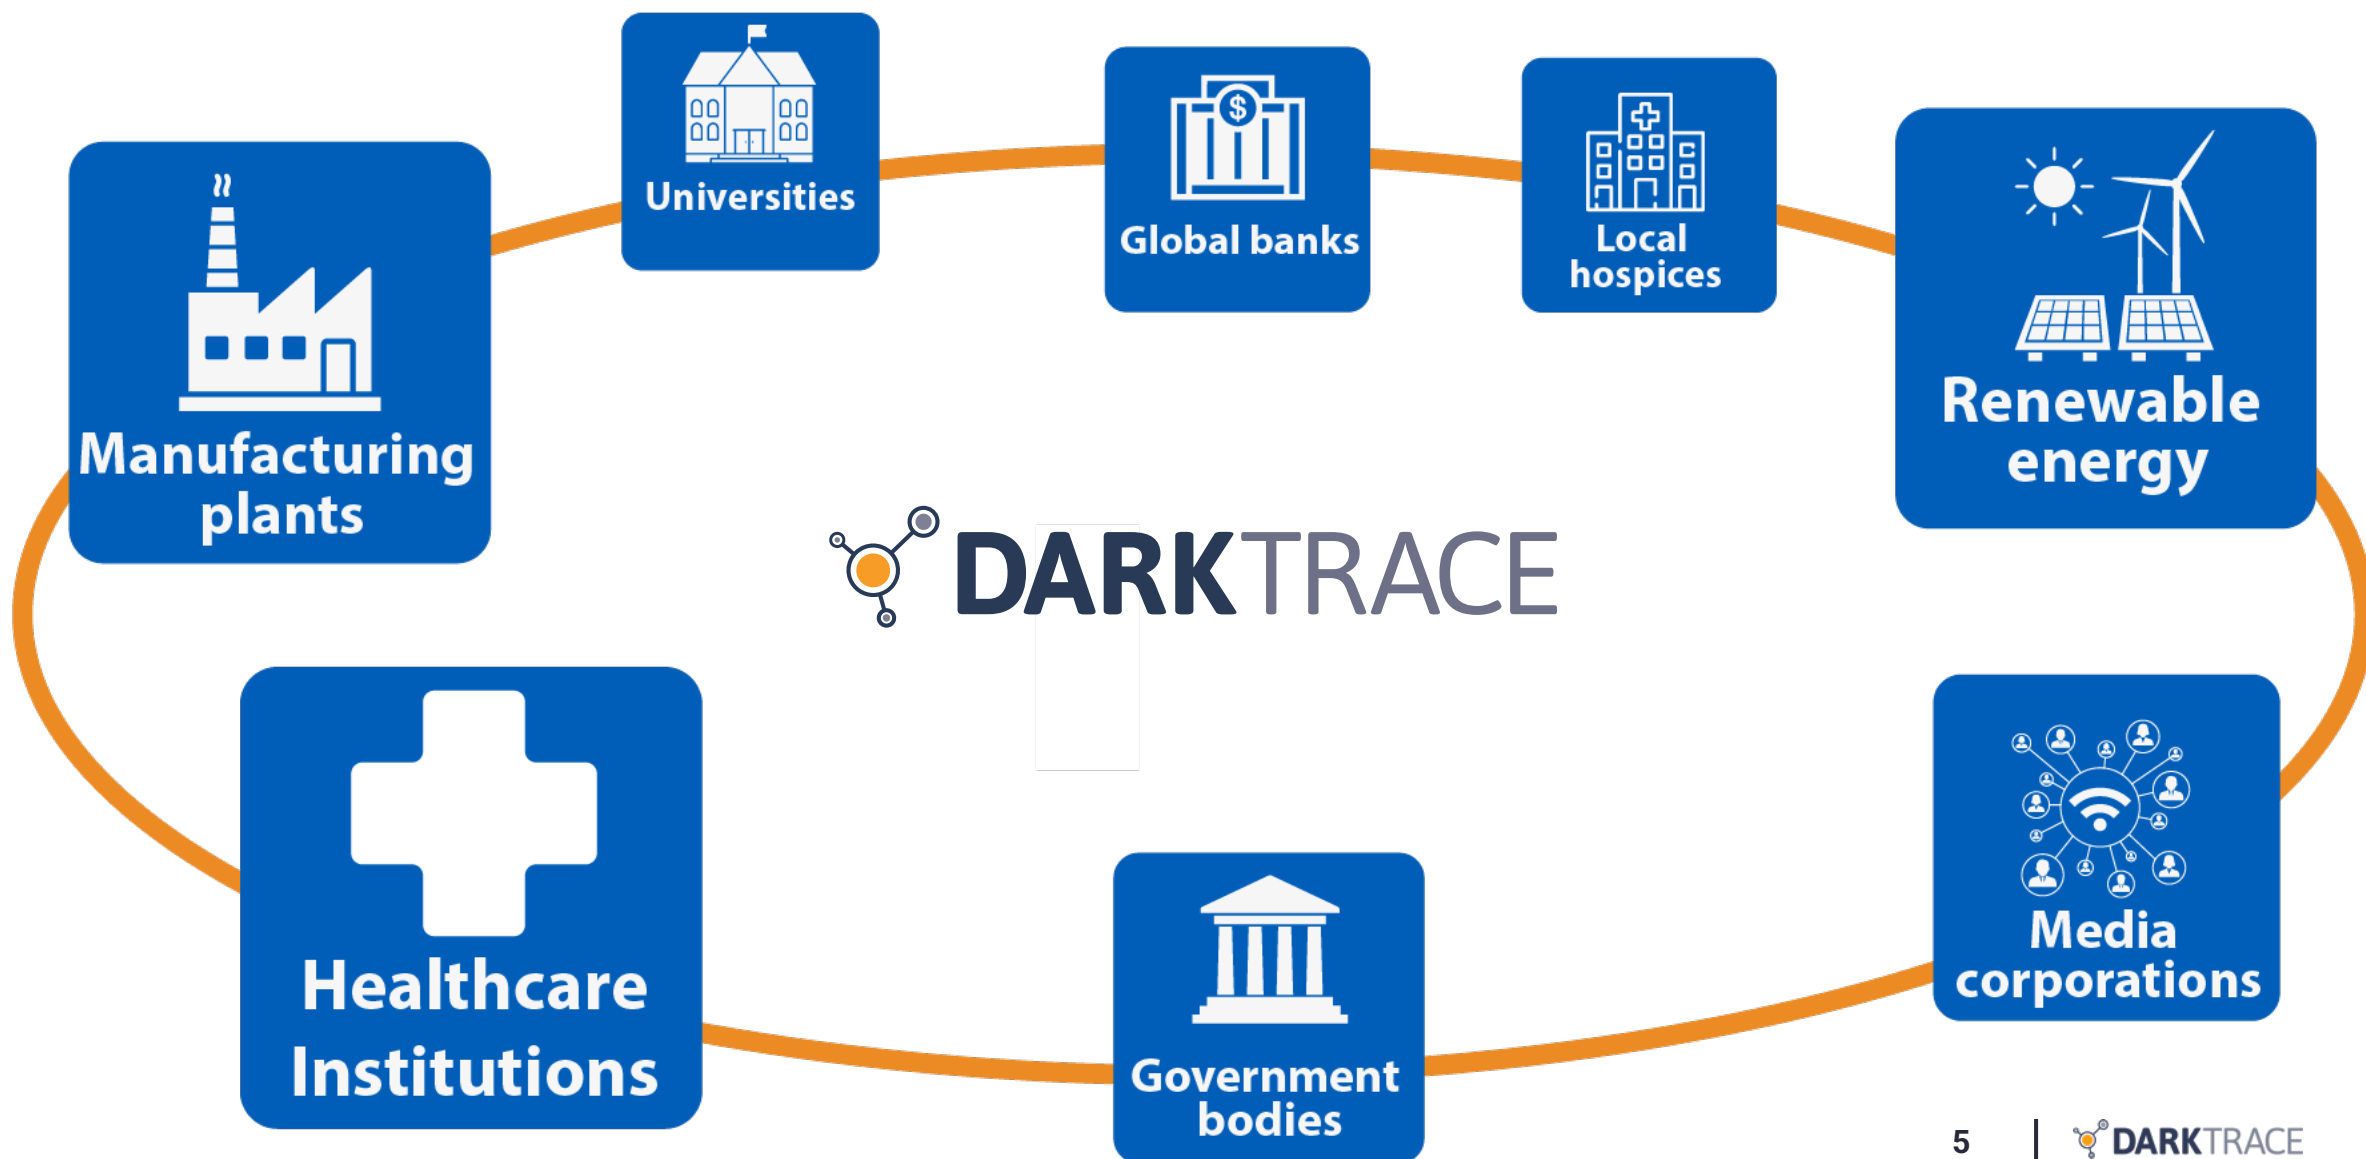 Universities
Global banks
$
Local
hospices
Manufacturing
plants
Renewable
energy
DARKTRACE
Healthcare
Institutions
Media
corporations
Government
bodies
5
DARKTRACE